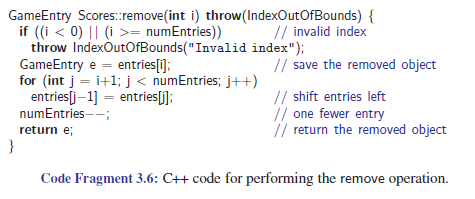 GameEntry Scores::remove(int i) throw(IndexOutOfBounds) {
if ((i < 0) || (i >= numEntries)) // invalid index
throw IndexOutOfBounds("Invalid index");
GameEntry e = entries[i]; // save the removed object
for (int j = i+1; j < numEntries; j++)
entries[j−1] = entries[j]; // shift entries left
numEntries−−; // one fewer entry
return e; // return the removed object
}
Code Fragment 3.6: C++ code for performing the remove operation.